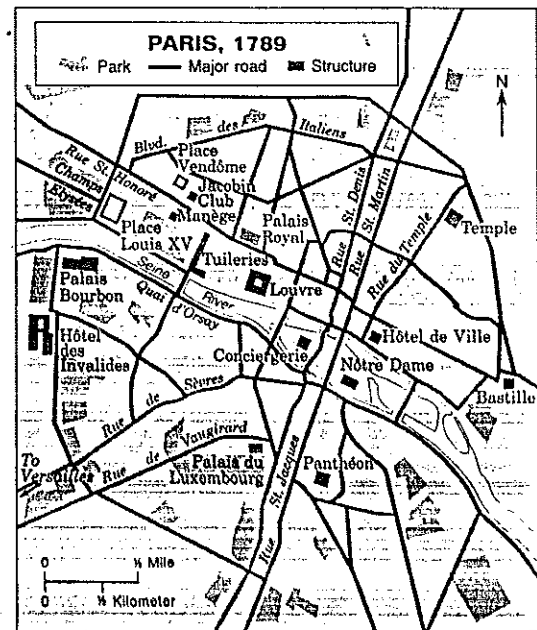 PARIS, 1789
Park
Major road
Structure
N
Blvd. des Italiens
Rue St. Honoré
Champs
Elysées
Place
Vendôme
Jacobin
Club
Manège
Palais
Royal
Rue St. Denis
Rue St. Martin
Rue du Temple
Temple
Place
Louis XV
Tuileries
Louvre
Seine River
Palais
Bourbon
Quai d'Orsay
Hôtel
des
Invalides
Conciergerie
Hôtel de Ville
Nôtre Dame
Bastille
Rue de Sèvres
Rue de Vaugirard
To
Versailles
Palais du
Luxembourg
Rue St. Jacques
Panthéon
0 ½ Mile
0 ½ Kilometer